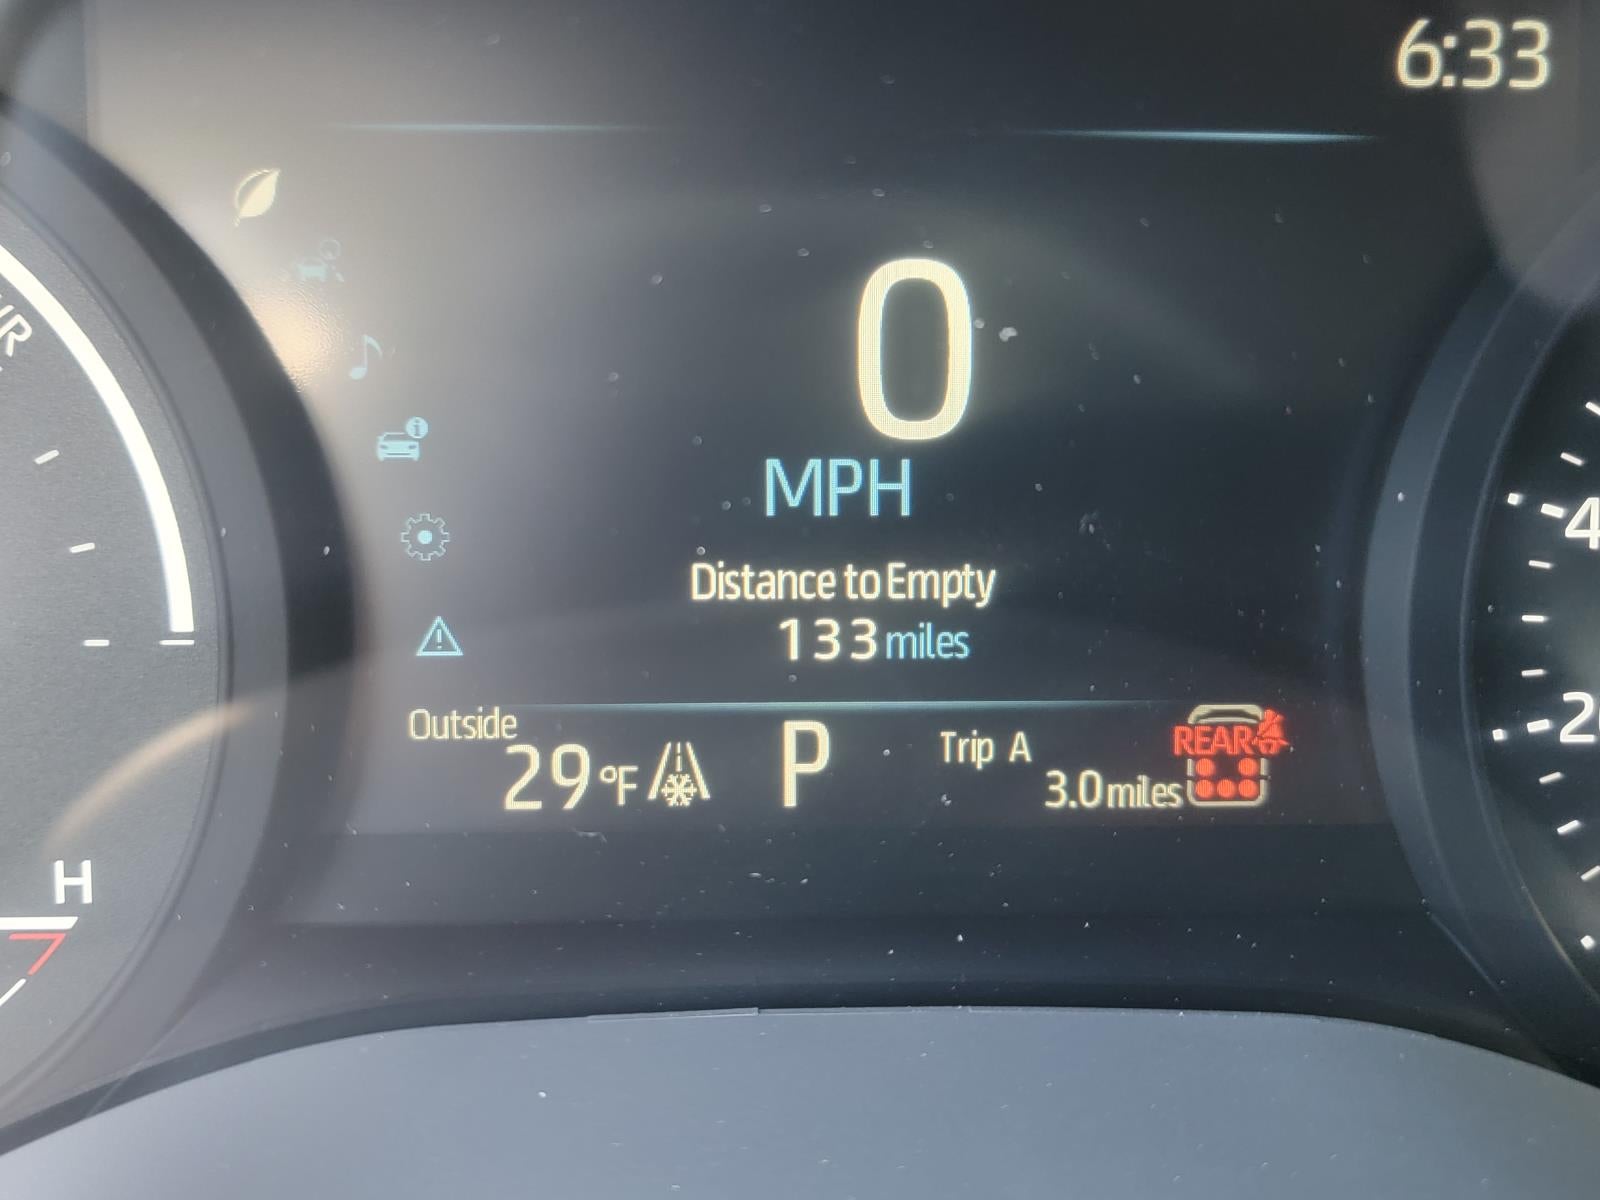 6:33
0
MPH
Distance to Empty
133 miles
Outside
29°F
P
Trip A
3.0 miles
REAR
H